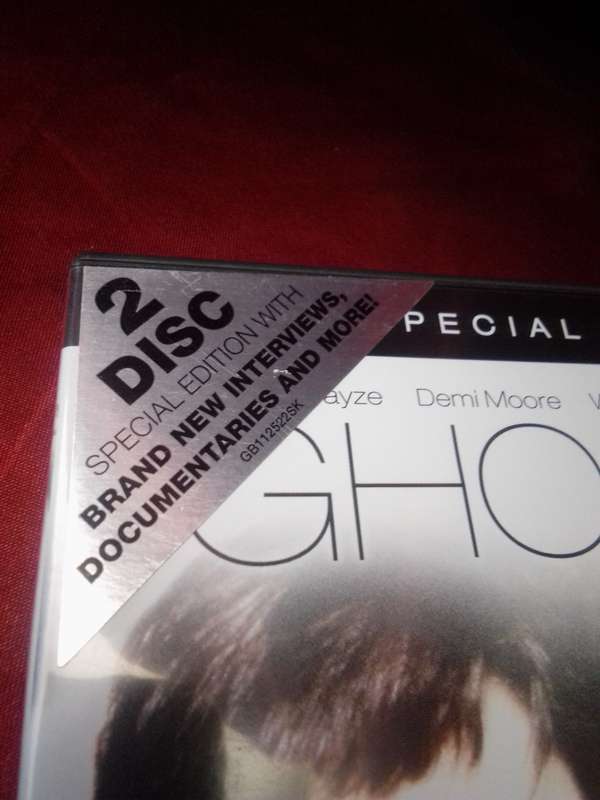 2
DISC
SPECIAL EDITION WITH
BRAND NEW INTERVIEWS,
DOCUMENTARIES AND MORE!
GB112522SK
PECIAL
ayze Demi Moore
GHO